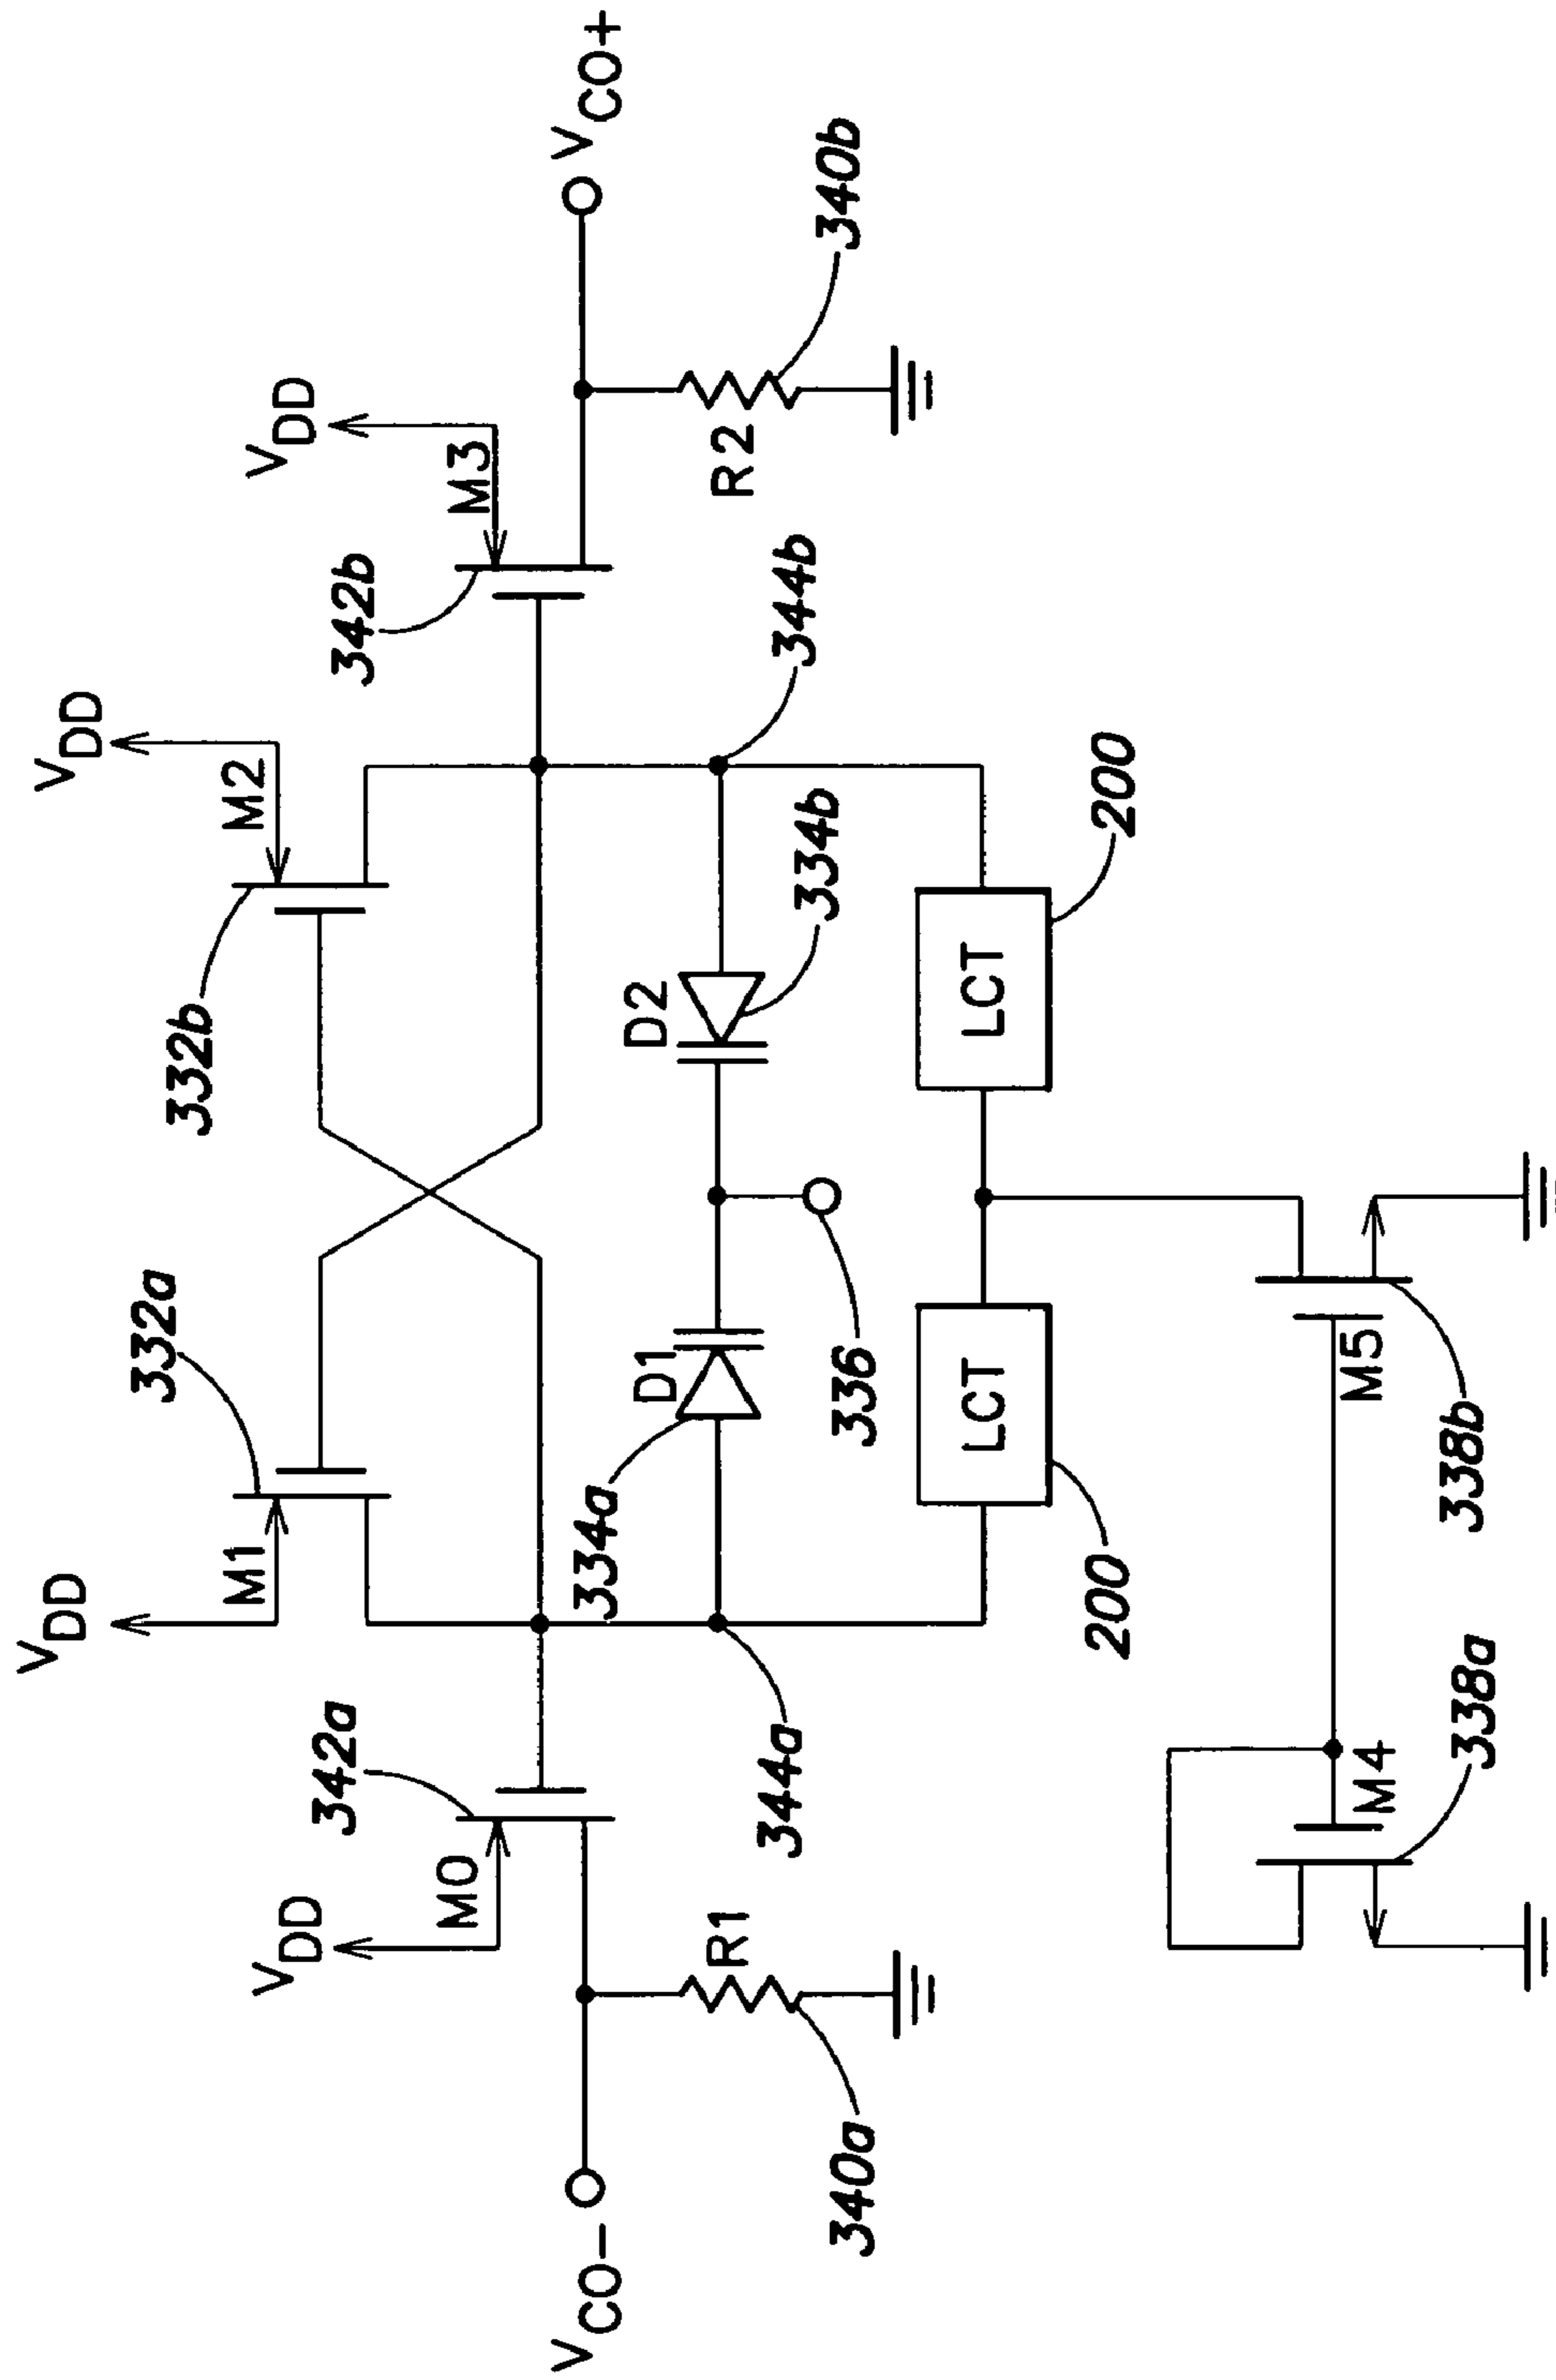 VDD
VDD
332a
332b
M1
M2
VDD
VDD
342a
342b
M0
M3
VCO-
VCO+
334a
D1
D2
R1
R2
344a
344b
334b
340a
336
340b
LCT
LCT
200
200
M4
M5
338a
338b